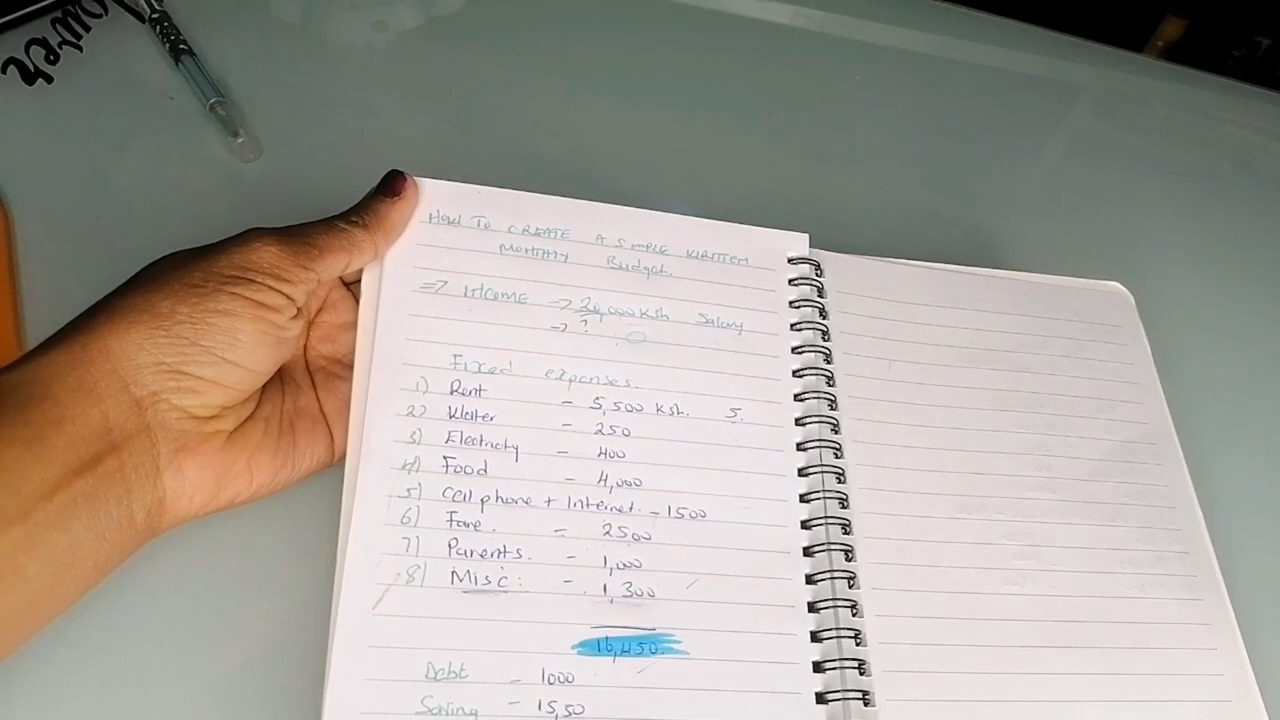 HOW TO CREATE A SIMPLE WRITTEN
MONTHLY Budget.
=> INCOME -> 20,000 Ksh Salary
-> ?
Fixed expenses.
1) Rent - 5,500 Ksh. 5.
2) Water - 250
3) Electricity - 400
4) Food - 4,000
5) Cell phone + Internet. - 1500
6) Fare. = 2500
7) Parents. - 1,000
8) Misc: - 1,300
16,450.
Debt - 1000
Saving - 15,50